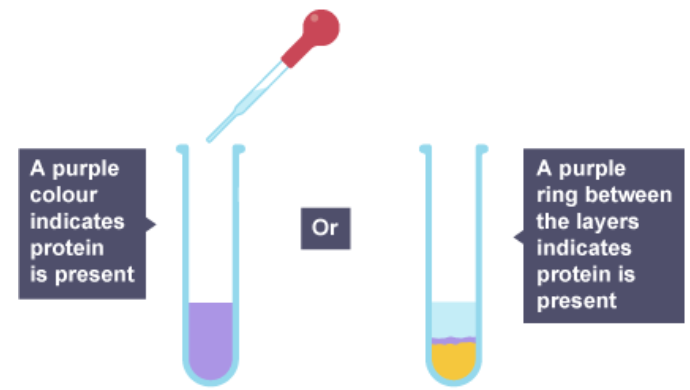 A purple
colour
indicates
protein
is present
Or
A purple
ring between
the layers
indicates
protein is
present